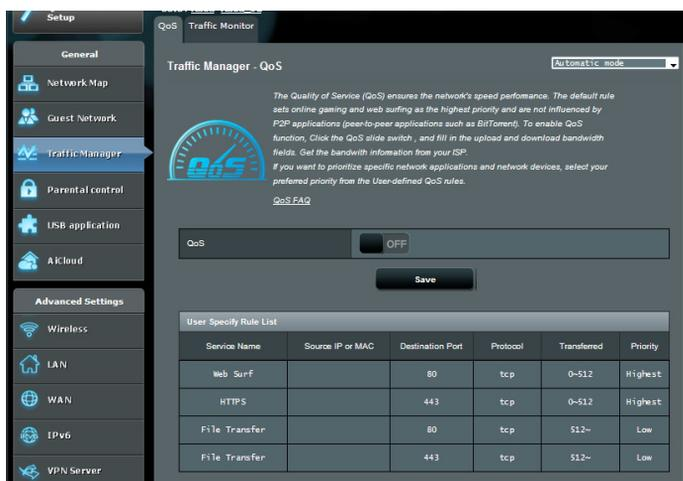 Setup
QoS Traffic Monitor
General
Network Map
Guest Network
Traffic Manager
Parental control
USB application
AiCloud
Advanced Settings
Wireless
LAN
WAN
IPv6
VPN Server
Traffic Manager - QoS
Automatic mode
The Quality of Service (QoS) ensures the network's speed perfomance. The default rule
sets online gaming and web surfing as the highest priority and are not influenced by
P2P applications (peer-to-peer applications such as BitTorrent). To enable QoS
function, Click the QoS slide switch , and fill in the upload and download bandwidth
fields. Get the bandwith information from your ISP.
If you want to prioritize specific network applications and network devices, select your
preferred priority from the User-defined QoS rules.
QoS FAQ
QoS
QoS OFF
Save
User Specify Rule List
Service Name Source IP or MAC Destination Port Protocol Transferred Priority
Web Surf 80 tcp 0~512 Highest
HTTPS 443 tcp 0~512 Highest
File Transfer 80 tcp 512~ Low
File Transfer 443 tcp 512~ Low